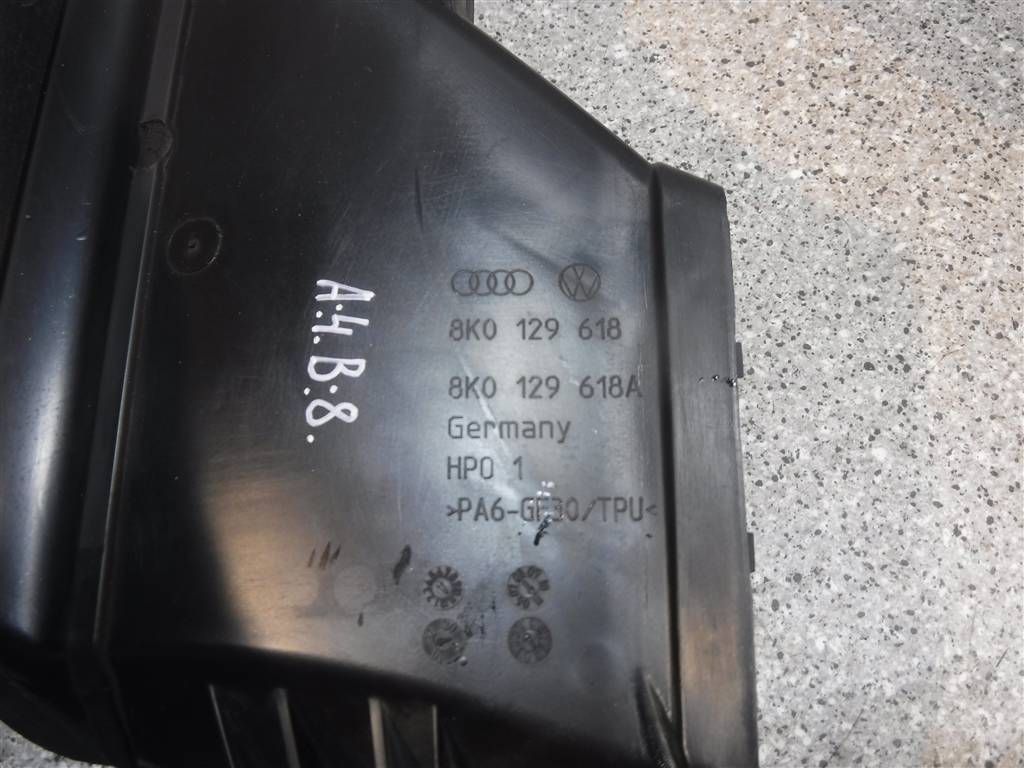 A.4.B.8.
8K0 129 618
8K0 129 618A
Germany
HPO 1
>PA6-GF30/TPU<